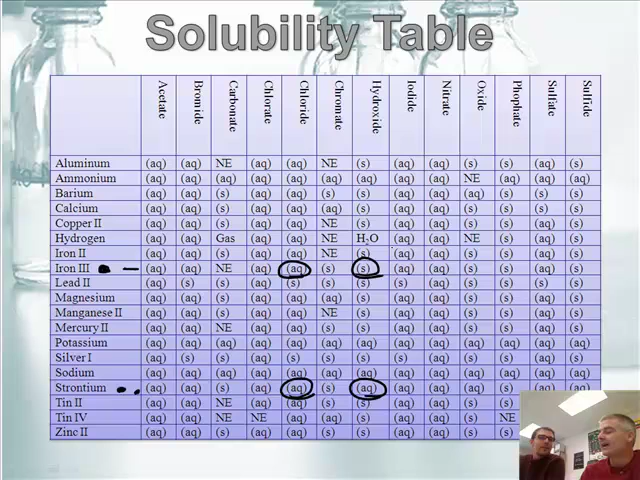 Solubility Table
Acetate Bromide Carbonate Chlorate Chloride Chromate Hydroxide Iodide Nitrate Oxide Phosphate Sulfate Sulfide
Aluminum (aq) (aq) NE (aq) (aq) NE (s) (aq) (aq) (s) (s) (aq) (s)
Ammonium (aq) (aq) (aq) (aq) (aq) (aq) (aq) (aq) (aq) NE (aq) (aq) (aq)
Barium (aq) (aq) (s) (aq) (aq) (s) (s) (aq) (aq) (aq) (s) (s) (s)
Calcium (aq) (aq) (s) (aq) (aq) (aq) (s) (aq) (aq) (s) (s) (s) (s)
Copper II (aq) (aq) (s) (aq) (aq) NE (s) (aq) (aq) (s) (s) (aq) (s)
Hydrogen (aq) (aq) Gas (aq) (aq) NE H₂O (aq) (aq) NE (s) (aq) (s)
Iron II (aq) (aq) (s) (aq) (aq) NE (s) (aq) (aq) (s) (s) (aq) (s)
Iron III (aq) (aq) NE (aq) (aq) (s) (s) (aq) (aq) (s) (s) (aq) (s)
Lead II (aq) (s) (s) (aq) (s) (s) (s) (s) (aq) (s) (s) (s) (s)
Magnesium (aq) (aq) (s) (aq) (aq) (aq) (s) (aq) (aq) (s) (s) (aq) (s)
Manganese II (aq) (aq) (s) (aq) (aq) NE (s) (aq) (aq) (s) (s) (aq) (s)
Mercury II (aq) (aq) NE (aq) (aq) (s) (s) (aq) (aq) (s) (s) (aq) (s)
Potassium (aq) (aq) (aq) (aq) (aq) (aq) (aq) (aq) (aq) (aq) (aq) (aq) (aq)
Silver I (aq) (s) (s) (aq) (s) (s) (s) (s) (aq) (s) (s) (s) (s)
Sodium (aq) (aq) (aq) (aq) (aq) (aq) (aq) (aq) (aq) (aq) (aq) (aq) (aq)
Strontium (aq) (aq) (s) (aq) (aq) (s) (aq) (aq) (aq) (aq) (s)
Tin II (aq) (aq) NE (aq) (aq) (s) (s) (aq) (aq) (s) (s)
Tin IV (aq) (aq) NE NE (aq) (aq) (s) (aq) (aq) (s) NE
Zinc II (aq) (aq) (s) (aq) (aq) (s) (s) (aq) (aq) (s) (s)